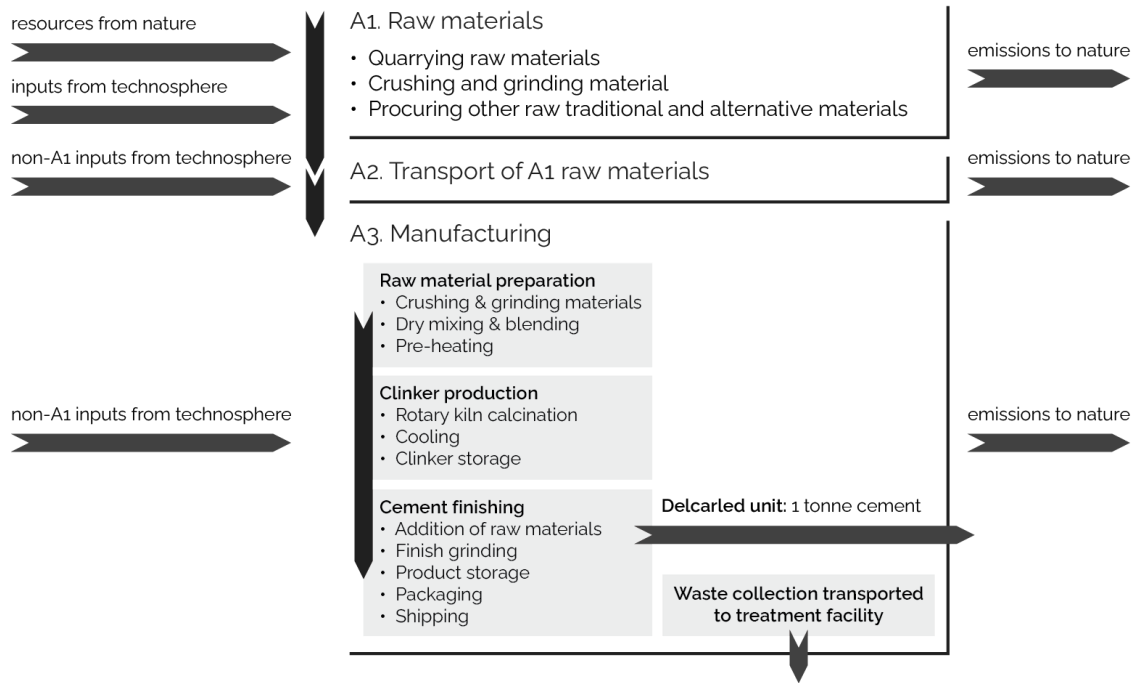 resources from nature
inputs from technosphere
A1. Raw materials
• Quarrying raw materials
• Crushing and grinding material
• Procuring other raw traditional and alternative materials
emissions to nature
non-A1 inputs from technosphere
A2. Transport of A1 raw materials
emissions to nature
A3. Manufacturing
Raw material preparation
• Crushing & grinding materials
• Dry mixing & blending
• Pre-heating
Clinker production
• Rotary kiln calcination
• Cooling
• Clinker storage
non-A1 inputs from technosphere
emissions to nature
Cement finishing
• Addition of raw materials
• Finish grinding
• Product storage
• Packaging
• Shipping
Delcarled unit: 1 tonne cement
Waste collection transported
to treatment facility